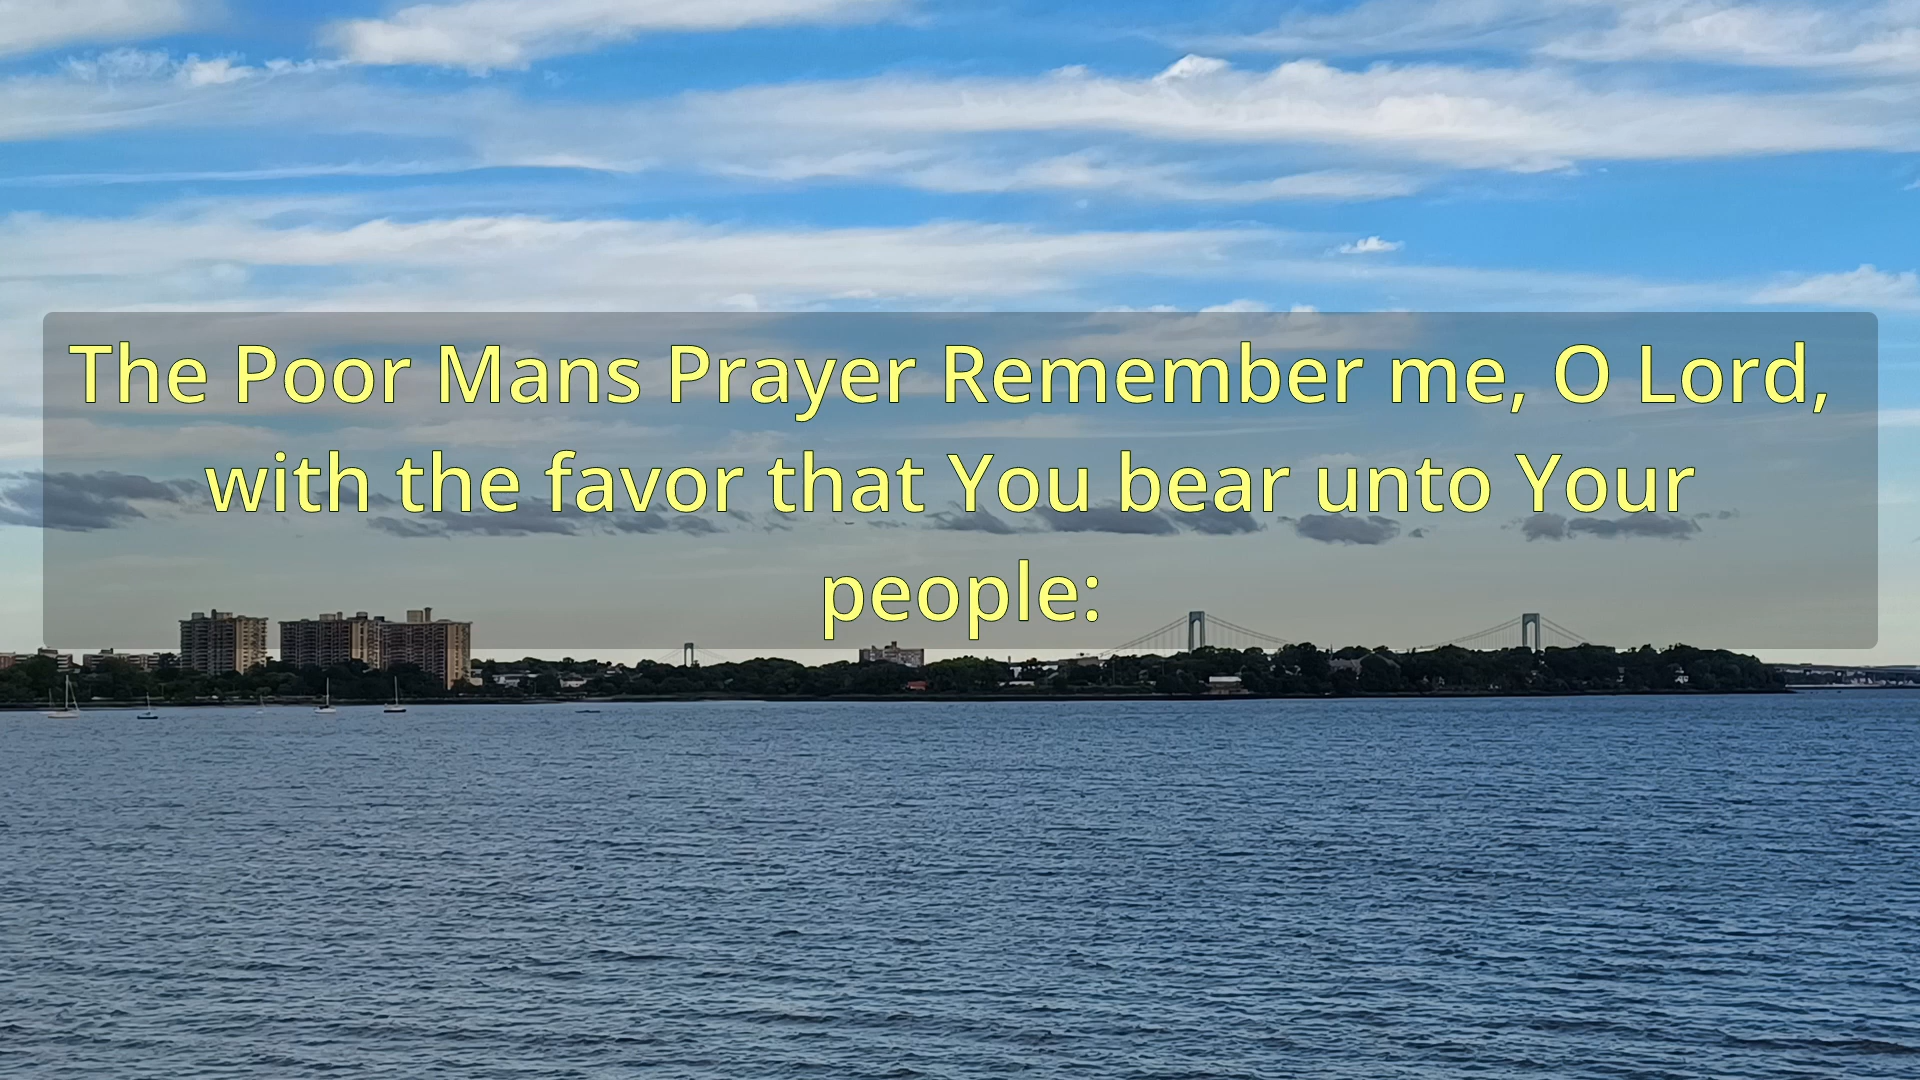 The Poor Mans Prayer Remember me, O Lord,
with the favor that You bear unto Your
people: